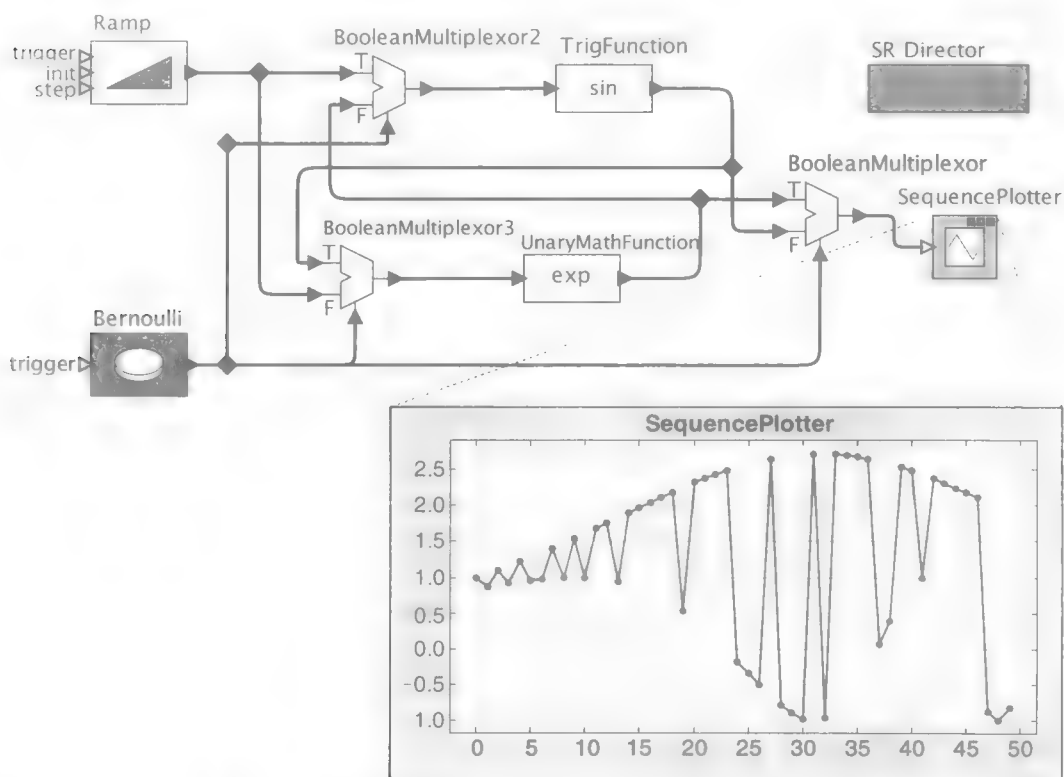 Ramp
trigger
init
step
BooleanMultiplexor2
T
F
TrigFunction
sin
SR Director
BooleanMultiplexor
T
F
SequencePlotter
BooleanMultiplexor3
T
F
UnaryMathFunction
exp
Bernoulli
trigger
SequencePlotter
2.5
2.0
1.5
1.0
0.5
0.0
-0.5
1.0
0 5 10 15 20 25 30 35 40 45 50